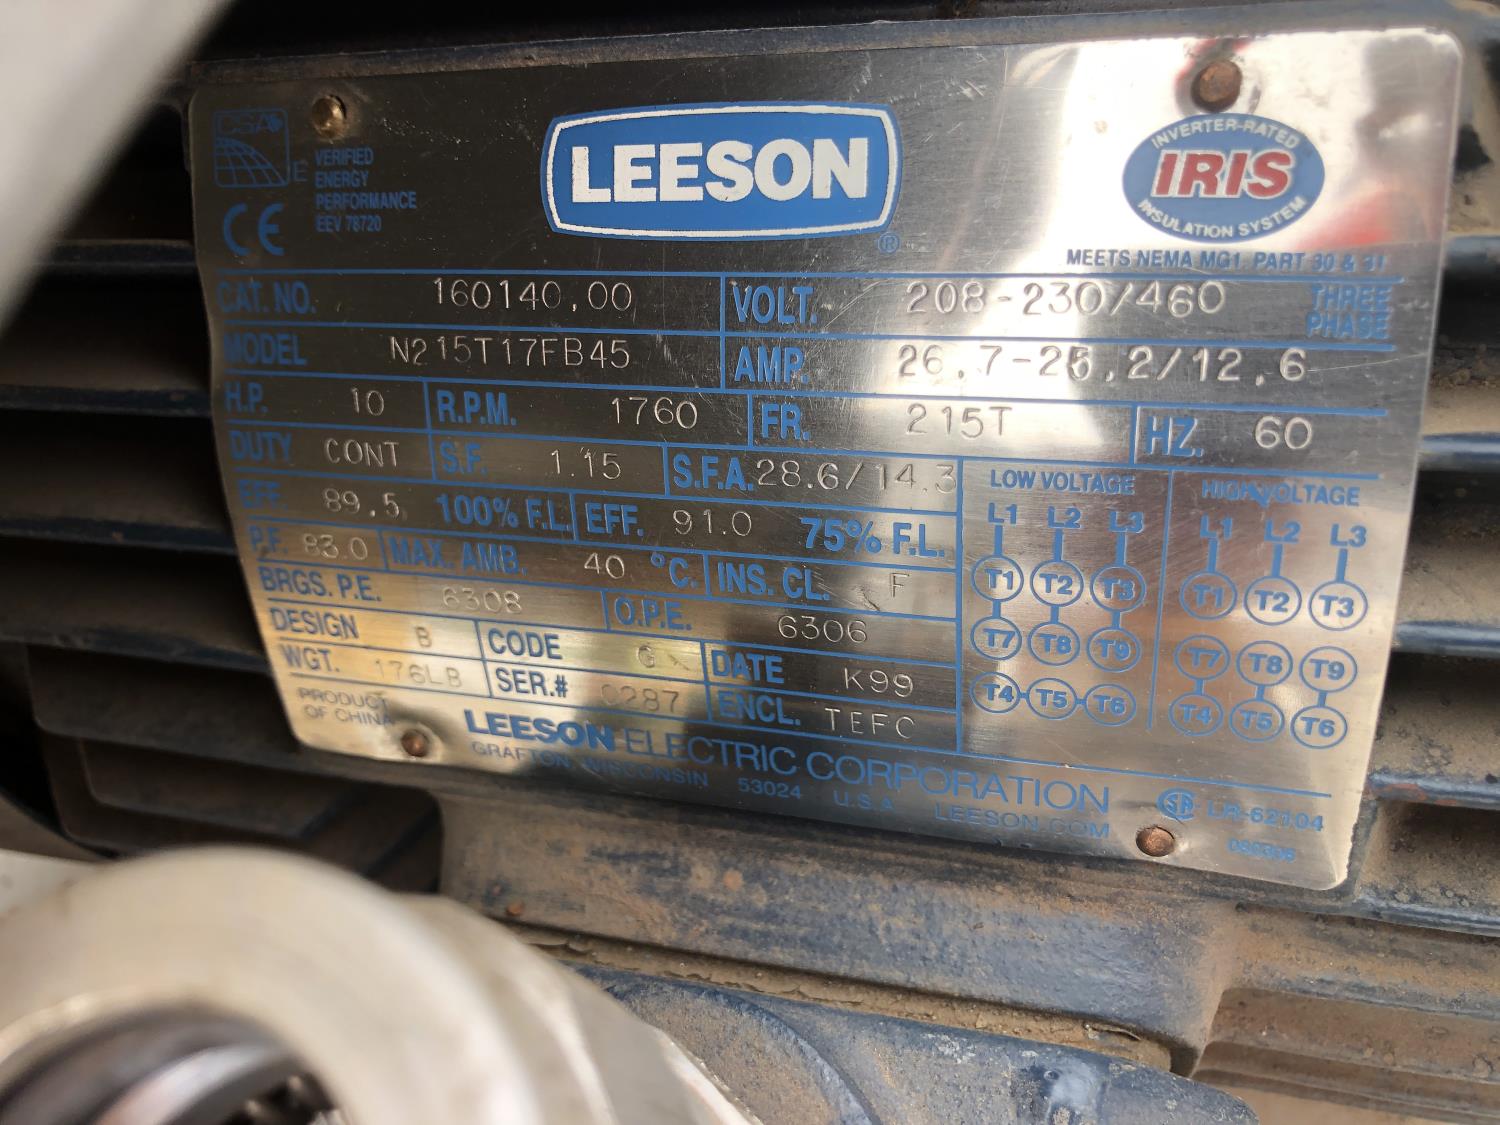 CSA
E
VERIFIED
ENERGY
PERFORMANCE
EEV 78720
CE
LEESON
®
INVERTER-RATED
IRIS
INSULATION SYSTEM
MEETS NEMA MG1, PART 30 & 31
CAT. NO. 160140.00 VOLT. 208-230/460 THREE PHASE
MODEL N215T17FB45 AMP. 26.7-25.2/12.6
H.P. 10 R.P.M. 1760 FR. 215T HZ. 60
DUTY CONT S.F. 1.15 S.F.A. 28.6/14.3
EFF. 89.5 100% F.L. EFF. 91.0 75% F.L.
P.F. 83.0 MAX. AMB. 40 °C. INS. CL. F
BRGS. P.E. 6308 O.P.E. 6306
DESIGN B CODE G DATE K99
WGT. 176LB SER.# 0287 ENCL. TEFC
LOW VOLTAGE
L1 L2 L3
T1 T2 T3
T7 T8 T9
T4 T5 T6
HIGH VOLTAGE
L1 L2 L3
T1 T2 T3
T7 T8 T9
T4 T5 T6
PRODUCT
OF CHINA
LEESON ELECTRIC CORPORATION
GRAFTON, WISCONSIN 53024 U.S.A LEESON.COM
SA LR-62104